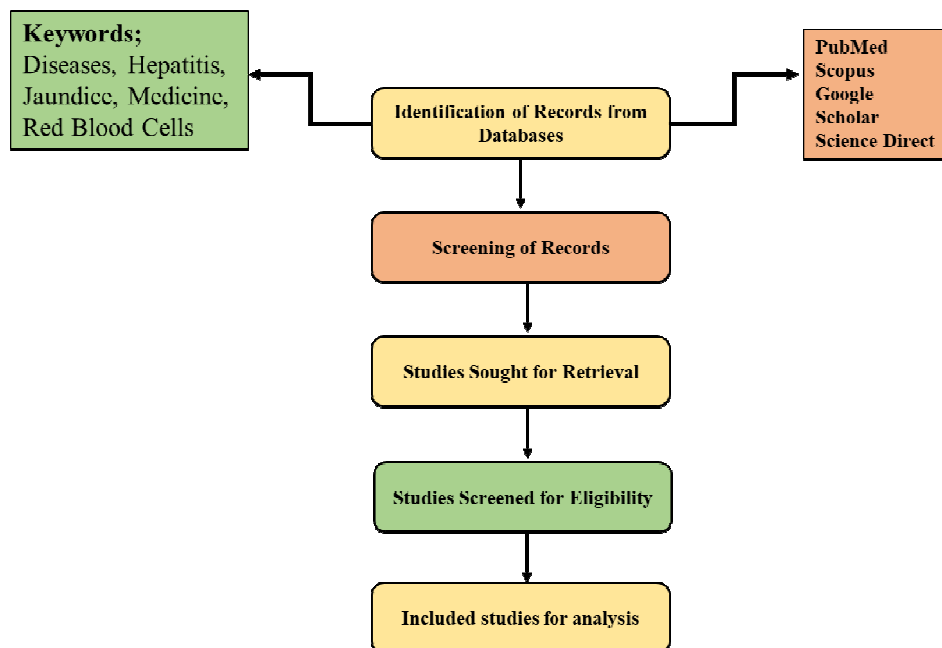 Keywords;
Diseases, Hepatitis,
Jaundice, Medicine,
Red Blood Cells
PubMed
Scopus
Google
Scholar
Science Direct
Identification of Records from
Databases
Screening of Records
Studies Sought for Retrieval
Studies Screened for Eligibility
Included studies for analysis